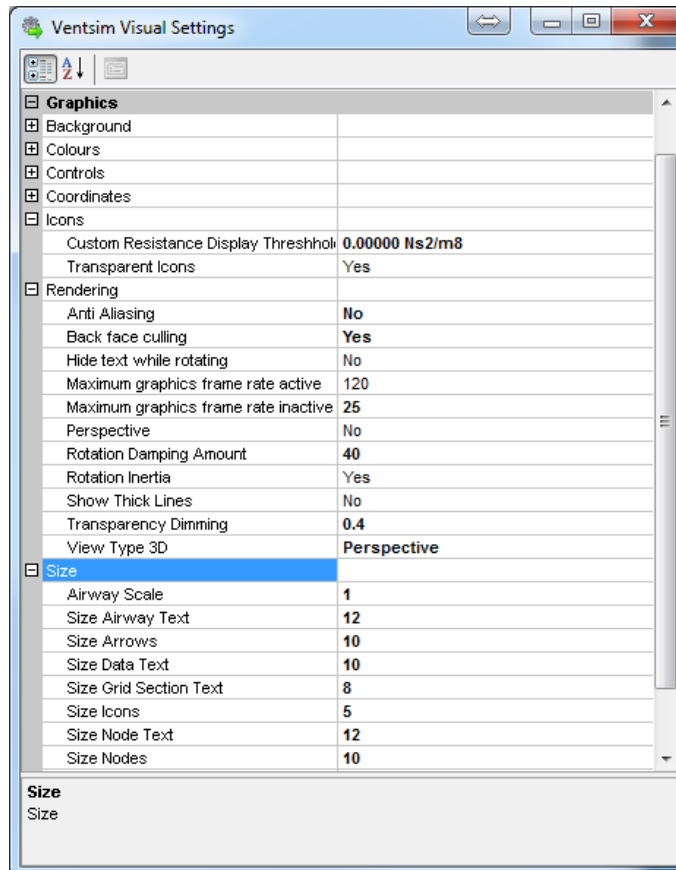 Ventsim Visual Settings
Graphics
Background
Colours
Controls
Coordinates
Icons
Custom Resistance Display Threshhol 0.00000 Ns2/m8
Transparent Icons Yes
Rendering
Anti Aliasing No
Back face culling Yes
Hide text while rotating No
Maximum graphics frame rate active 120
Maximum graphics frame rate inactive 25
Perspective No
Rotation Damping Amount 40
Rotation Inertia Yes
Show Thick Lines No
Transparency Dimming 0.4
View Type 3D Perspective
Size
Airway Scale 1
Size Airway Text 12
Size Arrows 10
Size Data Text 10
Size Grid Section Text 8
Size Icons 5
Size Node Text 12
Size Nodes 10
Size
Size